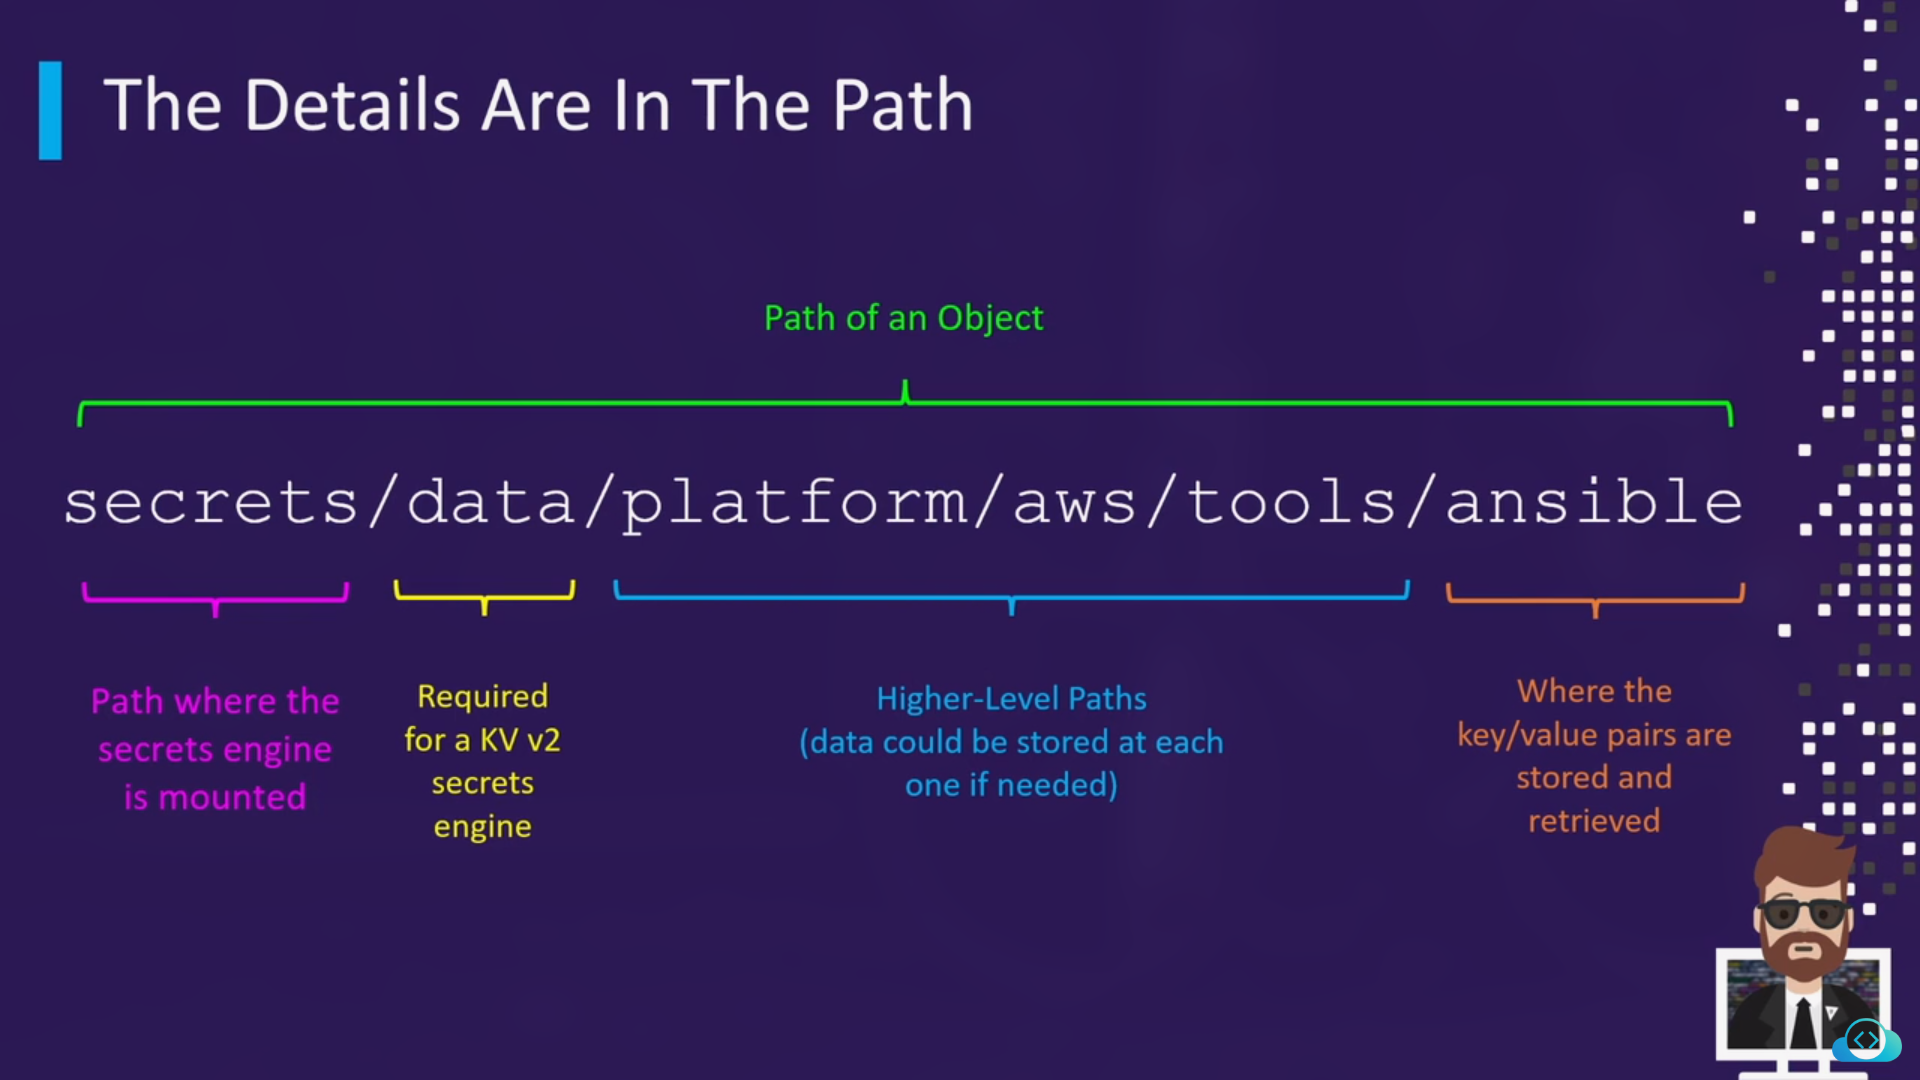 The Details Are In The Path
Path of an Object
secrets/data/platform/aws/tools/ansible
Path where the
secrets engine
is mounted
Required
for a KV v2
secrets
engine
Higher-Level Paths
(data could be stored at each
one if needed)
Where the
key/value pairs are
stored and
retrieved